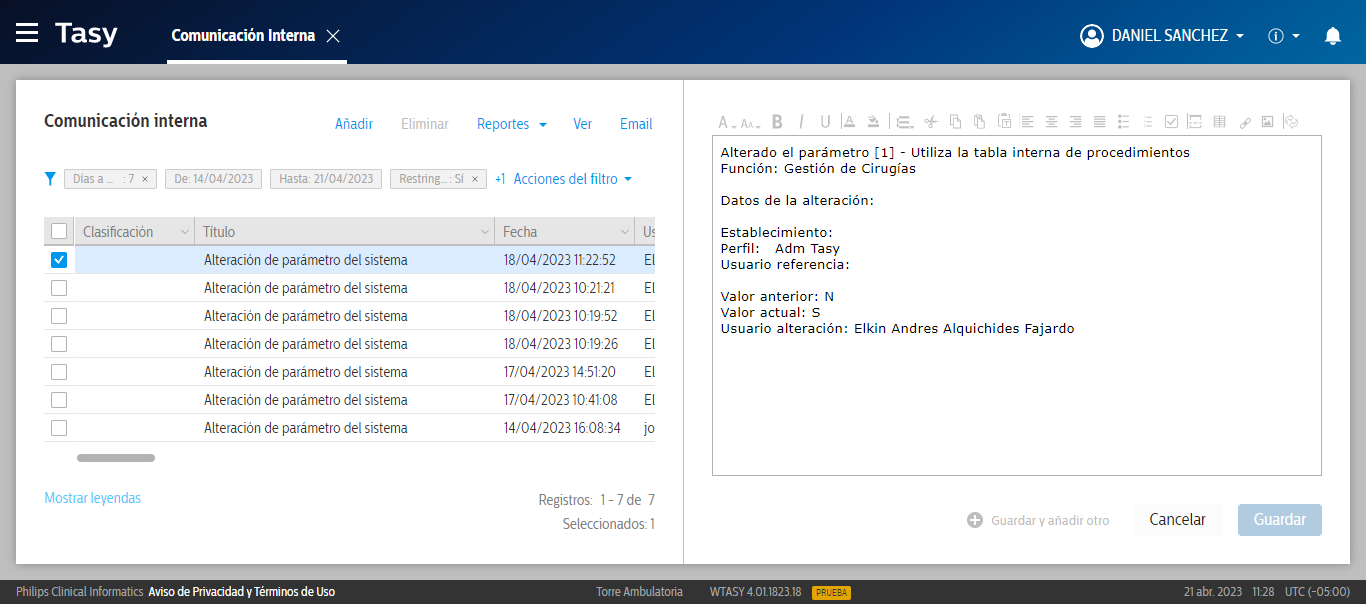 Tasy
Comunicación Interna
DANIEL SANCHEZ
Comunicación interna
Añadir Eliminar Reportes Ver Email
Días a ... : 7 × De: 14/04/2023 Hasta: 21/04/2023 Restring... : Sí × +1 Acciones del filtro
Clasificación Título Fecha Us
Alteración de parámetro del sistema 18/04/2023 11:22:52 El
Alteración de parámetro del sistema 18/04/2023 10:21:21 El
Alteración de parámetro del sistema 18/04/2023 10:19:52 El
Alteración de parámetro del sistema 18/04/2023 10:19:26 El
Alteración de parámetro del sistema 17/04/2023 14:51:20 El
Alteración de parámetro del sistema 17/04/2023 10:41:08 El
Alteración de parámetro del sistema 14/04/2023 16:08:34 jo
Mostrar leyendas
Registros: 1 - 7 de 7
Seleccionados: 1
Alterado el parámetro [1] - Utiliza la tabla interna de procedimientos
Función: Gestión de Cirugías
Datos de la alteración:
Establecimiento:
Perfil: Adm Tasy
Usuario referencia:
Valor anterior: N
Valor actual: S
Usuario alteración: Elkin Andres Alquichides Fajardo
Guardar y añadir otro Cancelar Guardar
Philips Clinical Informatics Aviso de Privacidad y Términos de Uso Torre Ambulatoria WTASY 4.01.1823.18 PRUEBA 21 abr. 2023 11:28 UTC (-05:00)